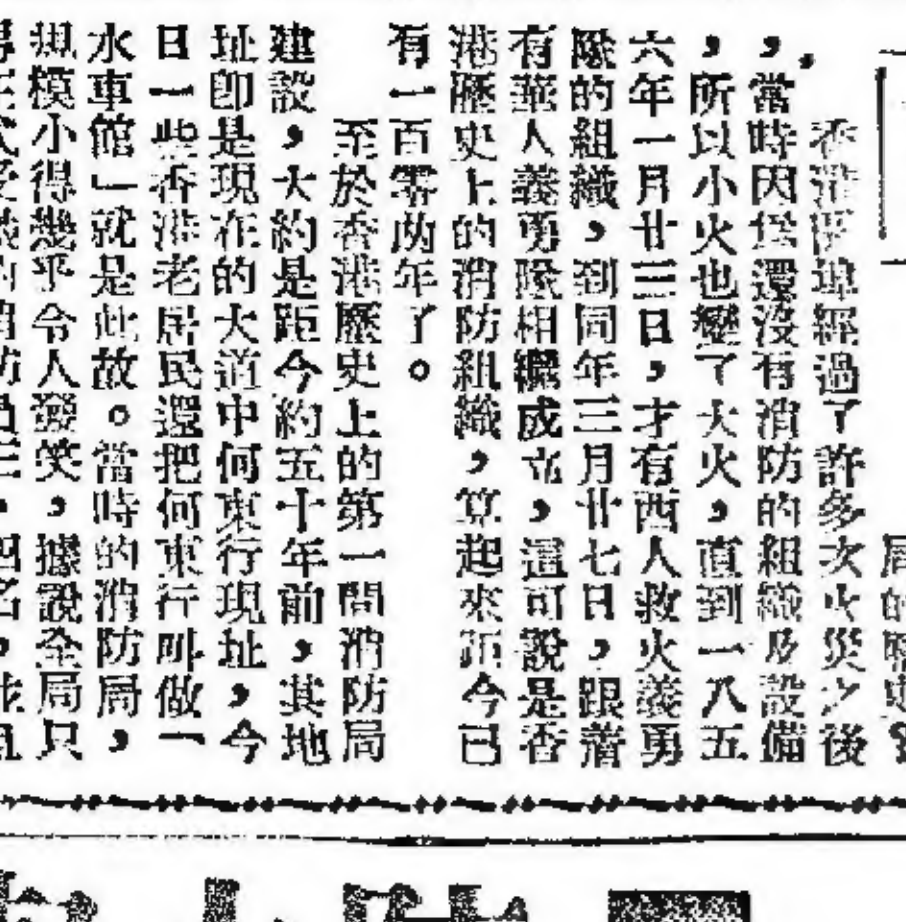 局的歷史？
香港開埠經過了許多次火災之後
，當時因為還沒有消防的組織及設備
，所以小火也變了大火，直到一八五
六年一月廿三日，才有西人救火義勇
隊的組織，到同年三月廿七日，跟着
有華人義勇隊相繼成立，這可說是香
港歷史上的消防組織，算起來距今已
有一百零两年了。
至於香港歷史上的第一間消防局
建設，大約是距今約五十年前，其地
址即是現在的大道中何東行現址，今
日一些香港老居民還把何東行叫做「
水車館」就是此故。當時的消防局，
規模小得幾乎令人發笑，據說全局只